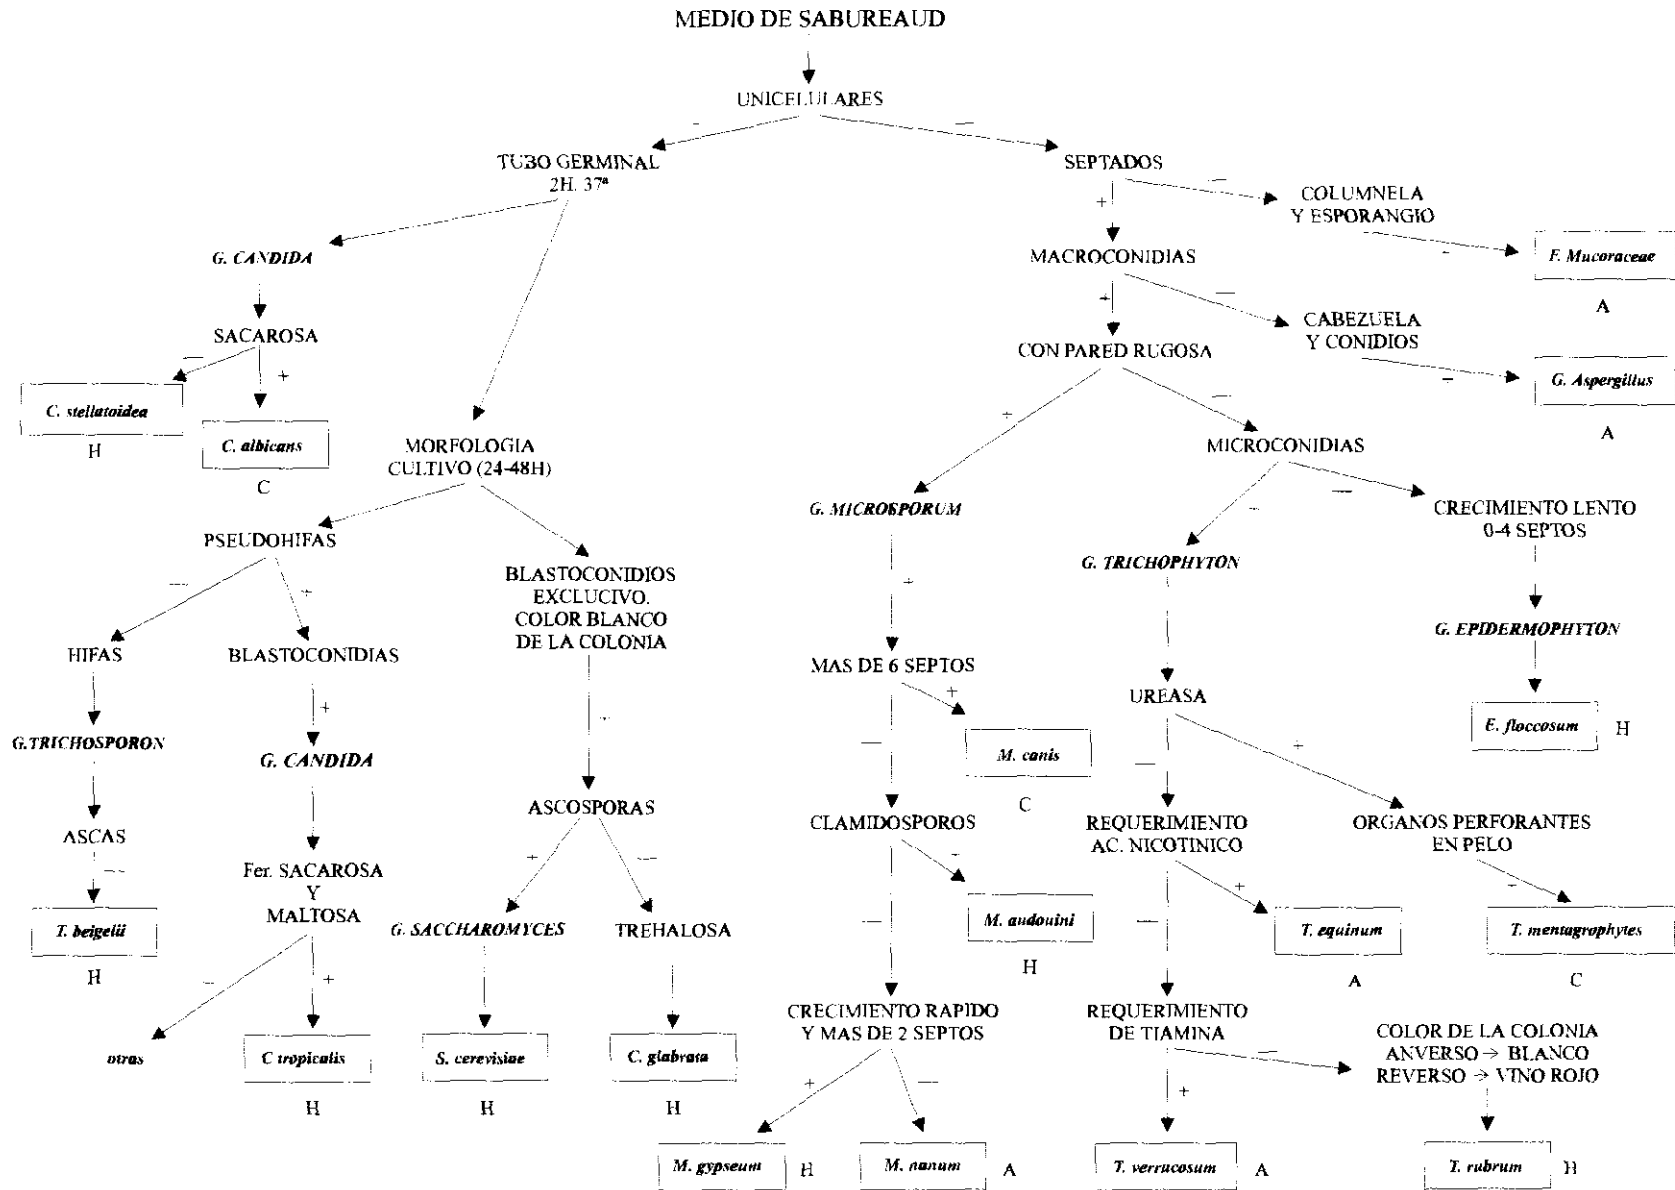 MEDIO DE SABUREAUD
UNICELULARES
TUBO GERMINAL
2H. 37ª
SEPTADOS
COLUMNELA
Y ESPORANGIO
G. CANDIDA
MACROCONIDIAS
F. Mucoraceae
A
SACAROSA
CABEZUELA
Y CONIDIOS
CON PARED RUGOSA
G. Aspergillus
A
C. stellatoidea
H
C. albicans
C
MORFOLOGIA
CULTIVO (24-48H)
MICROCONIDIAS
G. MICROSPORUM
CRECIMIENTO LENTO
0-4 SEPTOS
PSEUDOHIFAS
BLASTOCONIDIOS
EXCLUCIVO.
COLOR BLANCO
DE LA COLONIA
G. TRICHOPHYTON
G. EPIDERMOPHYTON
HIFAS
BLASTOCONIDIAS
MAS DE 6 SEPTOS
UREASA
E. floccosum
H
G.TRICHOSPORON
G. CANDIDA
M. canis
C
ASCAS
ASCOSPORAS
CLAMIDOSPOROS
REQUERIMIENTO
AC. NICOTINICO
ORGANOS PERFORANTES
EN PELO
Fer. SACAROSA
Y
MALTOSA
T. beigelii
H
G. SACCHAROMYCES
TREHALOSA
M. audouini
H
T. equinum
A
T. mentagrophytes
C
CRECIMIENTO RAPIDO
Y MAS DE 2 SEPTOS
REQUERIMIENTO
DE TIAMINA
COLOR DE LA COLONIA
ANVERSO → BLANCO
REVERSO → VINO ROJO
otras
C tropicalis
H
S. cerevisiae
H
C. glabrata
H
M. gypseum
H
M. nanum
A
T. verrucosum
A
T. rubrum
H